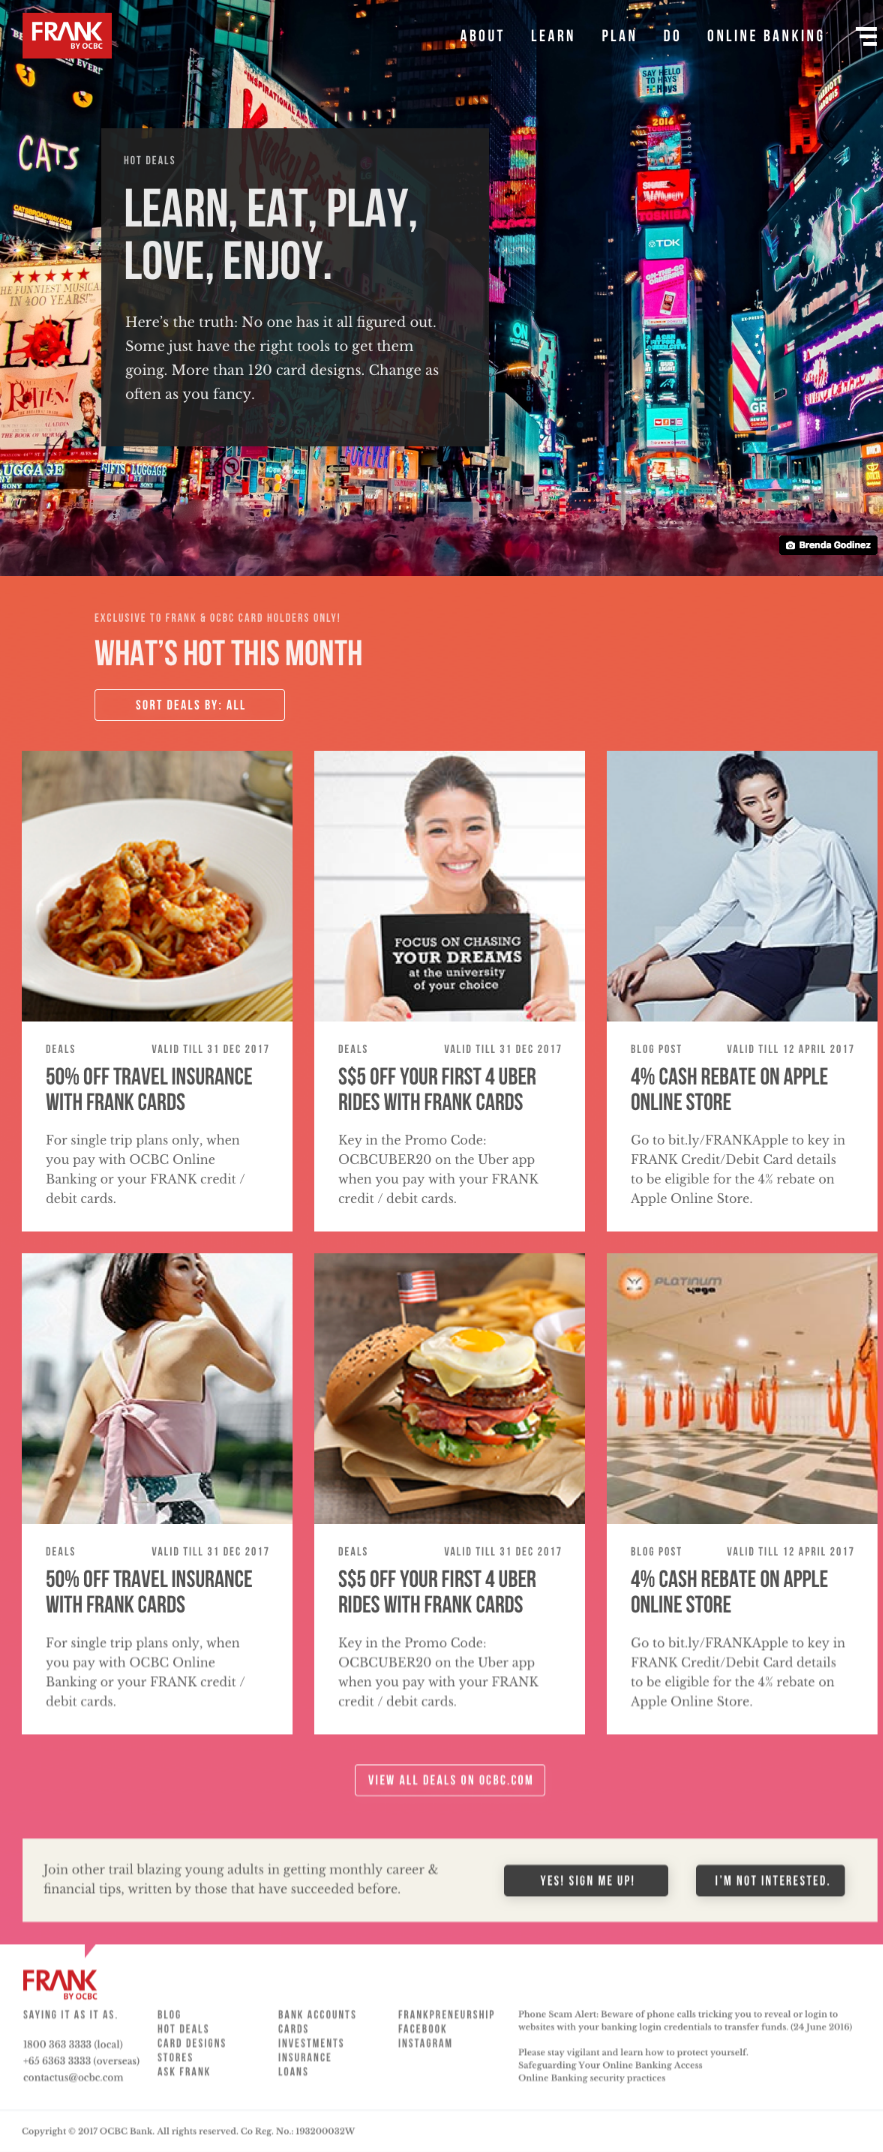 FRANK
BY OCBC
ABOUT LEARN PLAN DO ONLINE BANKING
SAY HELLO
TO HAYS
Hays
CATS
2014
TOSHIBA
TDK
ON-THE-GO
HOT DEALS
LEARN, EAT, PLAY,
LOVE, ENJOY.
Here's the truth: No one has it all figured out.
Some just have the right tools to get them
going. More than 120 card designs. Change as
often as you fancy.
FUNNIEST MUSICAL
IN 400 YEARS!
GIFTS LUGGAGE
FOREVER
Brenda Godinez
EXCLUSIVE TO FRANK & OCBC CARD HOLDERS ONLY!
WHAT'S HOT THIS MONTH
SORT DEALS BY: ALL
FOCUS ON CHASING
YOUR DREAMS
at the university
of your choice
DEALS VALID TILL 31 DEC 2017
50% OFF TRAVEL INSURANCE
WITH FRANK CARDS
For single trip plans only, when
you pay with OCBC Online
Banking or your FRANK credit /
debit cards.
DEALS VALID TILL 31 DEC 2017
S$5 OFF YOUR FIRST 4 UBER
RIDES WITH FRANK CARDS
Key in the Promo Code:
OCBCUBER20 on the Uber app
when you pay with your FRANK
credit / debit cards.
BLOG POST VALID TILL 12 APRIL 2017
4% CASH REBATE ON APPLE
ONLINE STORE
Go to bit.ly/FRANKApple to key in
FRANK Credit/Debit Card details
to be eligible for the 4% rebate on
Apple Online Store.
PLATINUM
yoga
DEALS VALID TILL 31 DEC 2017
50% OFF TRAVEL INSURANCE
WITH FRANK CARDS
For single trip plans only, when
you pay with OCBC Online
Banking or your FRANK credit /
debit cards.
DEALS VALID TILL 31 DEC 2017
S$5 OFF YOUR FIRST 4 UBER
RIDES WITH FRANK CARDS
Key in the Promo Code:
OCBCUBER20 on the Uber app
when you pay with your FRANK
credit / debit cards.
BLOG POST VALID TILL 12 APRIL 2017
4% CASH REBATE ON APPLE
ONLINE STORE
Go to bit.ly/FRANKApple to key in
FRANK Credit/Debit Card details
to be eligible for the 4% rebate on
Apple Online Store.
VIEW ALL DEALS ON OCBC.COM
Join other trail blazing young adults in getting monthly career &
financial tips, written by those that have succeeded before.
YES! SIGN ME UP!
I'M NOT INTERESTED.
FRANK
BY OCBC
SAYING IT AS IT AS.
1800 363 3333 (local)
+65 6363 3333 (overseas)
contactus@ocbc.com
BLOG
HOT DEALS
CARD DESIGNS
STORES
ASK FRANK
BANK ACCOUNTS
CARDS
INVESTMENTS
INSURANCE
LOANS
FRANKPRENEURSHIP
FACEBOOK
INSTAGRAM
Phone Scam Alert: Beware of phone calls tricking you to reveal or login to
websites with your banking login credentials to transfer funds. (24 June 2016)
Please stay vigilant and learn how to protect yourself.
Safeguarding Your Online Banking Access
Online Banking security practices
Copyright © 2017 OCBC Bank. All rights reserved. Co Reg. No.: 193200032W